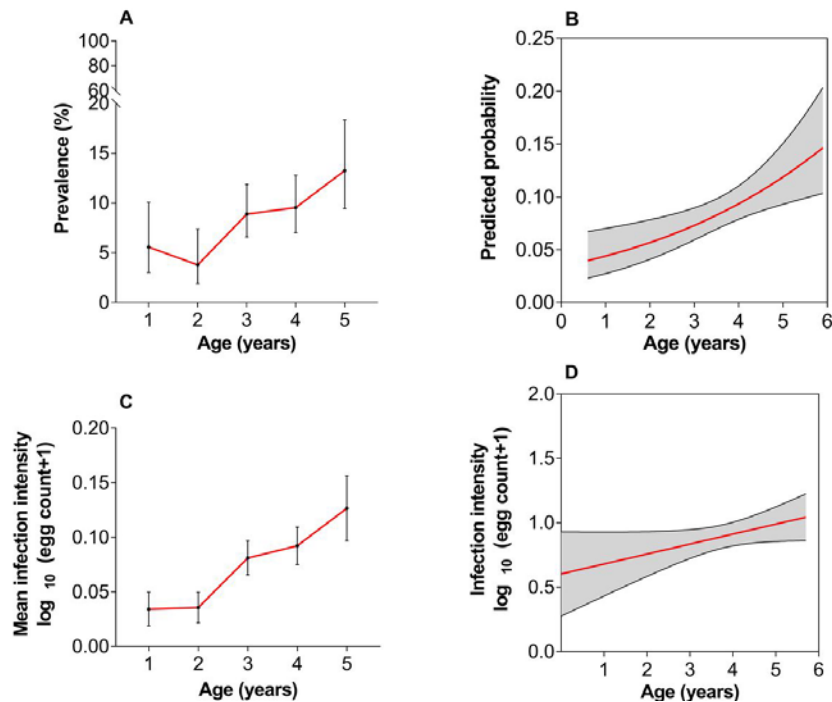 A
Prevalence (%)
100
80
60
20
15
10
5
0
1 2 3 4 5
Age (years)
B
Predicted probability
0.25
0.20
0.15
0.10
0.05
0.00
0 1 2 3 4 5 6
Age (years)
C
Mean infection intensity
log 10 (egg count+1)
0.20
0.15
0.10
0.05
0.00
1 2 3 4 5
Age (years)
D
Infection intensity
log 10 (egg count+1)
2.0
1.5
1.0
0.5
0.0
1 2 3 4 5 6
Age (years)